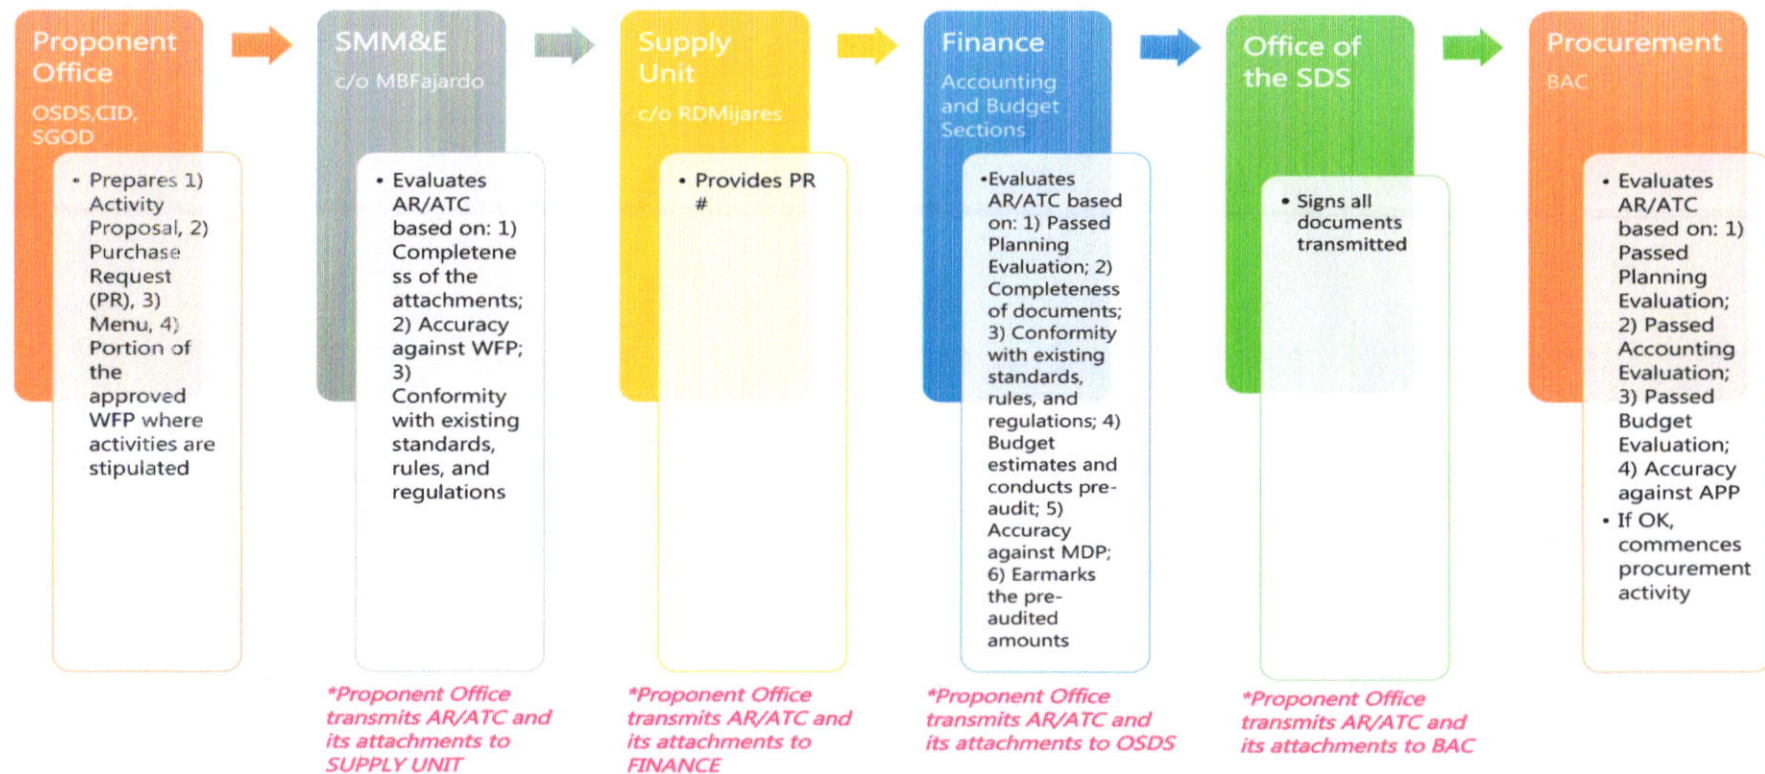 Proponent
Office
OSDS,CID,
SGOD
• Prepares 1)
Activity
Proposal, 2)
Purchase
Request
(PR), 3)
Menu, 4)
Portion of
the
approved
WFP where
activities are
stipulated
SMM&E
c/o MBFajardo
• Evaluates
AR/ATC
based on: 1)
Completene
ss of the
attachments;
2) Accuracy
against WFP;
3)
Conformity
with existing
standards,
rules, and
regulations
*Proponent Office
transmits AR/ATC and
its attachments to
SUPPLY UNIT
Supply
Unit
c/o RDMijares
• Provides PR
#
*Proponent Office
transmits AR/ATC and
its attachments to
FINANCE
Finance
Accounting
and Budget
Sections
•Evaluates
AR/ATC based
on: 1) Passed
Planning
Evaluation; 2)
Completeness
of documents;
3) Conformity
with existing
standards,
rules, and
regulations; 4)
Budget
estimates and
conducts pre-
audit; 5)
Accuracy
against MDP;
6) Earmarks
the pre-
audited
amounts
*Proponent Office
transmits AR/ATC and
its attachments to OSDS
Office of
the SDS
• Signs all
documents
transmitted
*Proponent Office
transmits AR/ATC and
its attachments to BAC
Procurement
BAC
• Evaluates
AR/ATC
based on: 1)
Passed
Planning
Evaluation;
2) Passed
Accounting
Evaluation;
3) Passed
Budget
Evaluation;
4) Accuracy
against APP
• If OK,
commences
procurement
activity